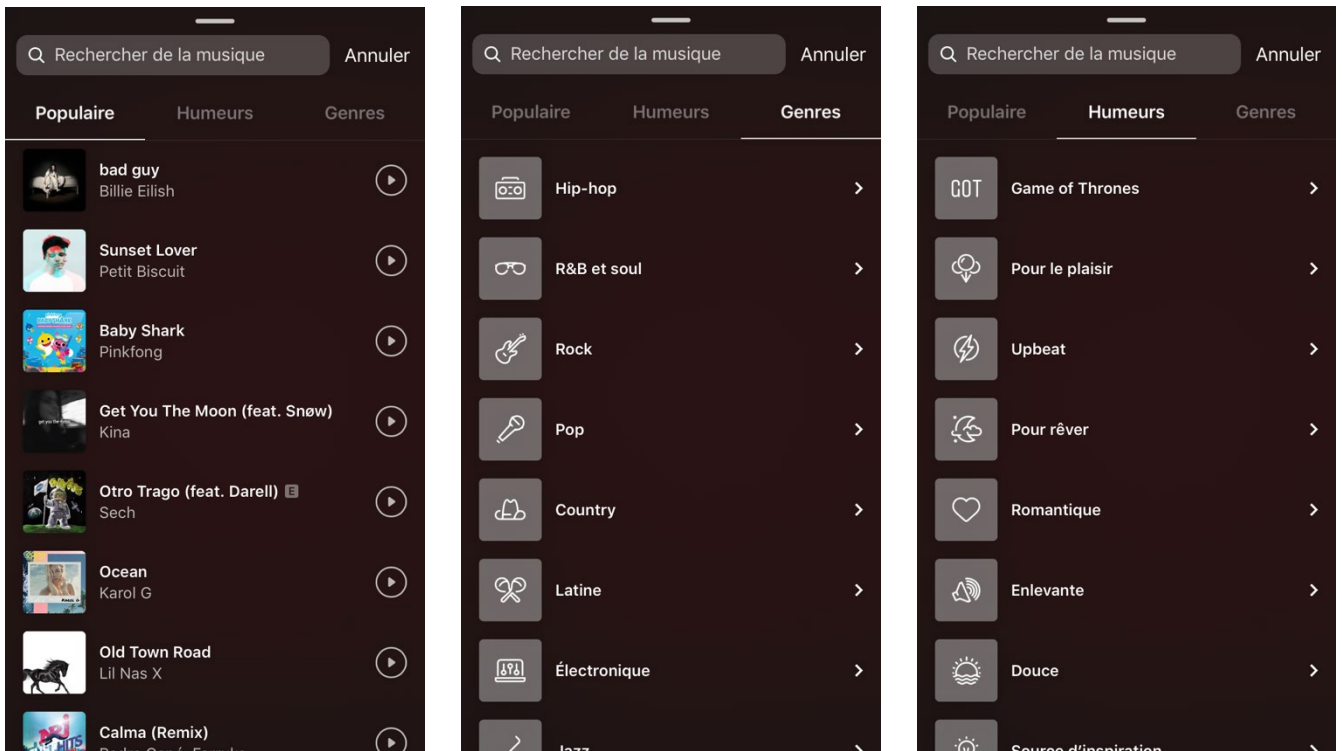 Rechercher de la musique
Annuler
Populaire Humeurs Genres
bad guy
Billie Eilish
Sunset Lover
Petit Biscuit
Baby Shark
Pinkfong
Get You The Moon (feat. Snøw)
Kina
Otro Trago (feat. Darell) E
Sech
Ocean
Karol G
Old Town Road
Lil Nas X
Calma (Remix)
Rechercher de la musique
Annuler
Populaire Humeurs Genres
Hip-hop
R&B et soul
Rock
Pop
Country
Latine
Électronique
Jazz
Rechercher de la musique
Annuler
Populaire Humeurs Genres
GOT
Game of Thrones
Pour le plaisir
Upbeat
Pour rêver
Romantique
Enlevante
Douce
Source d'inspiration